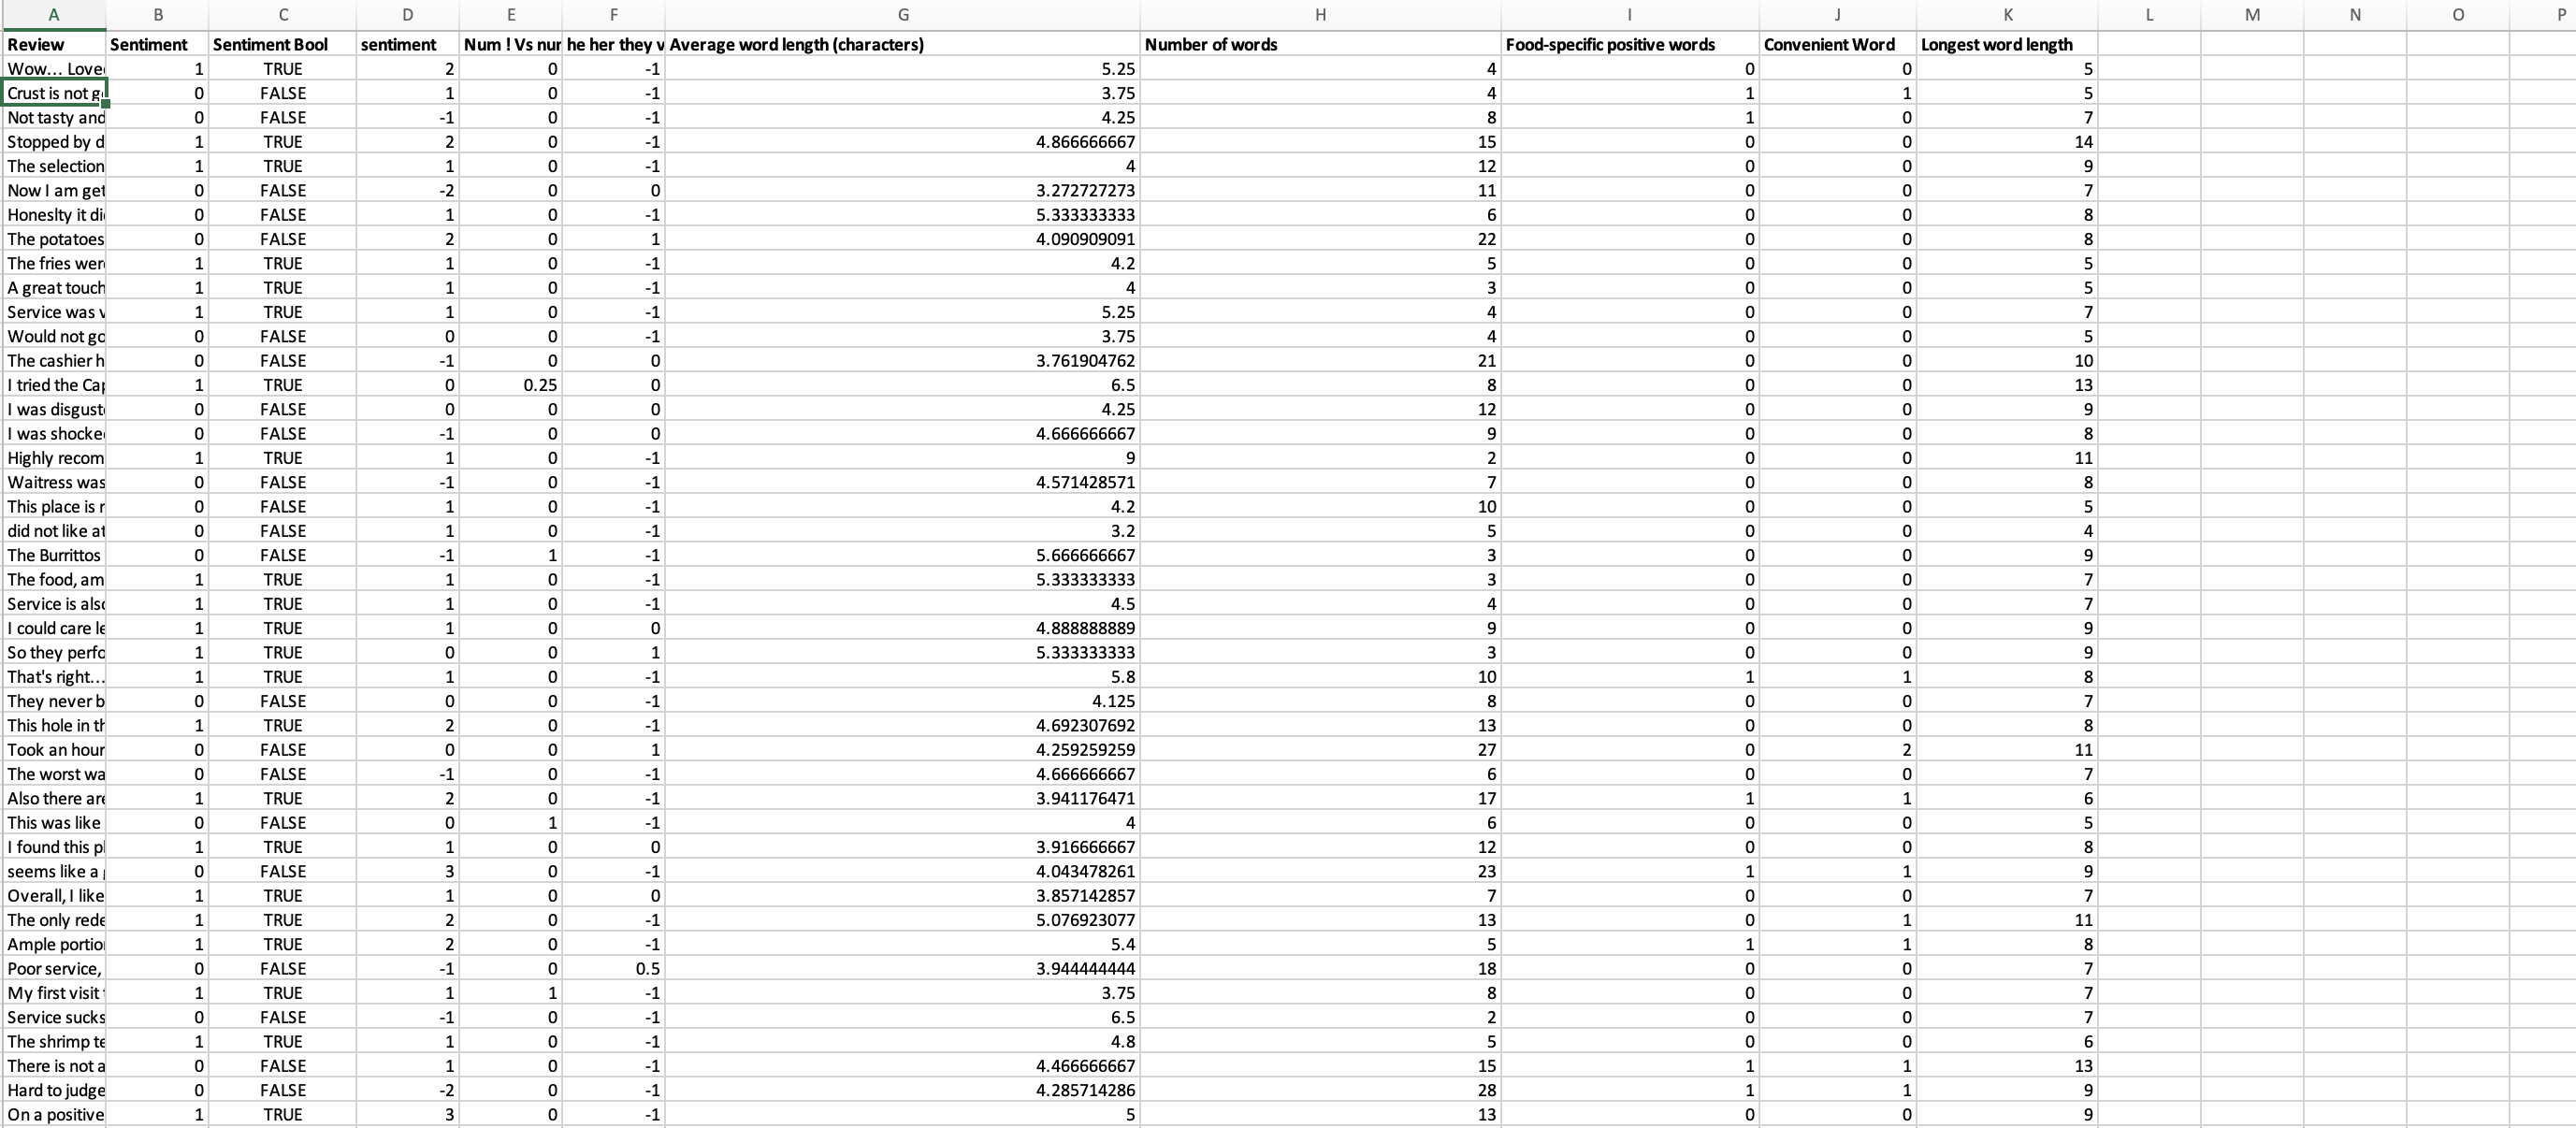 A B C D E F G H I J K L M N O P
Review Sentiment Sentiment Bool sentiment Num ! Vs nur he her they v Average word length (characters) Number of words Food-specific positive words Convenient Word Longest word length
Wow... Love 1 TRUE 2 0 -1 5.25 4 0 0 5
Crust is not g 0 FALSE 1 0 -1 3.75 4 1 1 5
Not tasty and 0 FALSE -1 0 -1 4.25 8 1 0 7
Stopped by d 1 TRUE 2 0 -1 4.866666667 15 0 0 14
The selection 1 TRUE 1 0 -1 4 12 0 0 9
Now I am get 0 FALSE -2 0 0 3.272727273 11 0 0 7
Honeslty it di 0 FALSE 1 0 -1 5.333333333 6 0 0 8
The potatoes 0 FALSE 2 0 1 4.090909091 22 0 0 8
The fries wer 1 TRUE 1 0 -1 4.2 5 0 0 5
A great touch 1 TRUE 1 0 -1 4 3 0 0 5
Service was v 1 TRUE 1 0 -1 5.25 4 0 0 7
Would not go 0 FALSE 0 0 -1 3.75 4 0 0 5
The cashier h 0 FALSE -1 0 0 3.761904762 21 0 0 10
I tried the Cap 1 TRUE 0 0.25 0 6.5 8 0 0 13
I was disgust 0 FALSE 0 0 0 4.25 12 0 0 9
I was shocke 0 FALSE -1 0 0 4.666666667 9 0 0 8
Highly recom 1 TRUE 1 0 -1 9 2 0 0 11
Waitress was 0 FALSE -1 0 -1 4.571428571 7 0 0 8
This place is r 0 FALSE 1 0 -1 4.2 10 0 0 5
did not like at 0 FALSE 1 0 -1 3.2 5 0 0 4
The Burrittos 0 FALSE -1 1 -1 5.666666667 3 0 0 9
The food, am 1 TRUE 1 0 -1 5.333333333 3 0 0 7
Service is als 1 TRUE 1 0 -1 4.5 4 0 0 7
I could care le 1 TRUE 1 0 0 4.888888889 9 0 0 9
So they perfo 1 TRUE 0 0 1 5.333333333 3 0 0 9
That's right... 1 TRUE 1 0 -1 5.8 10 1 1 8
They never b 0 FALSE 0 0 -1 4.125 8 0 0 7
This hole in th 1 TRUE 2 0 -1 4.692307692 13 0 0 8
Took an hour 0 FALSE 0 0 1 4.259259259 27 0 2 11
The worst wa 0 FALSE -1 0 -1 4.666666667 6 0 0 7
Also there are 1 TRUE 2 0 -1 3.941176471 17 1 1 6
This was like 0 FALSE 0 1 -1 4 6 0 0 5
I found this pl 1 TRUE 1 0 0 3.916666667 12 0 0 8
seems like a g 0 FALSE 3 0 -1 4.043478261 23 1 1 9
Overall, I like 1 TRUE 1 0 0 3.857142857 7 0 0 7
The only rede 1 TRUE 2 0 -1 5.076923077 13 0 1 11
Ample portio 1 TRUE 2 0 -1 5.4 5 1 1 8
Poor service, 0 FALSE -1 0 0.5 3.944444444 18 0 0 7
My first visit 1 TRUE 1 1 -1 3.75 8 0 0 7
Service sucks 0 FALSE -1 0 -1 6.5 2 0 0 7
The shrimp te 1 TRUE 1 0 -1 4.8 5 0 0 6
There is not a 0 FALSE 1 0 -1 4.466666667 15 1 1 13
Hard to judge 0 FALSE -2 0 -1 4.285714286 28 1 1 9
On a positive 1 TRUE 3 0 -1 5 13 0 0 9